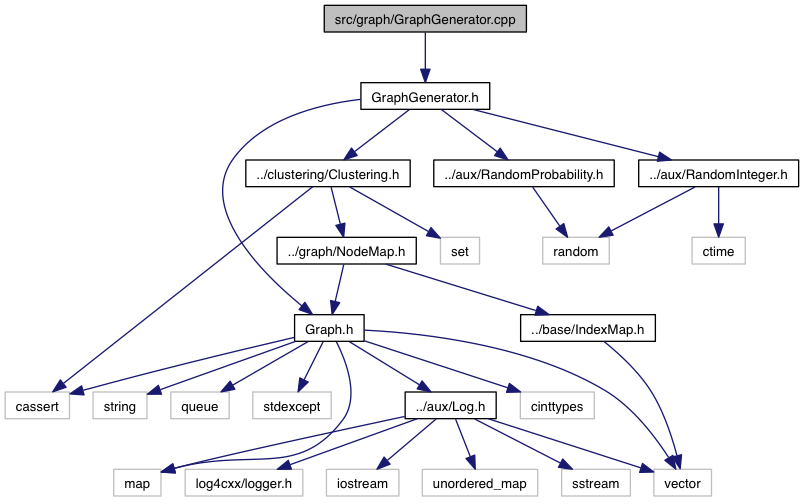 src/graph/GraphGenerator.cpp
GraphGenerator.h
../clustering/Clustering.h
../aux/RandomProbability.h
../aux/RandomInteger.h
../graph/NodeMap.h
set
random
ctime
Graph.h
../base/IndexMap.h
cassert
string
queue
stdexcept
../aux/Log.h
cinttypes
map
log4cxx/logger.h
iostream
unordered_map
sstream
vector